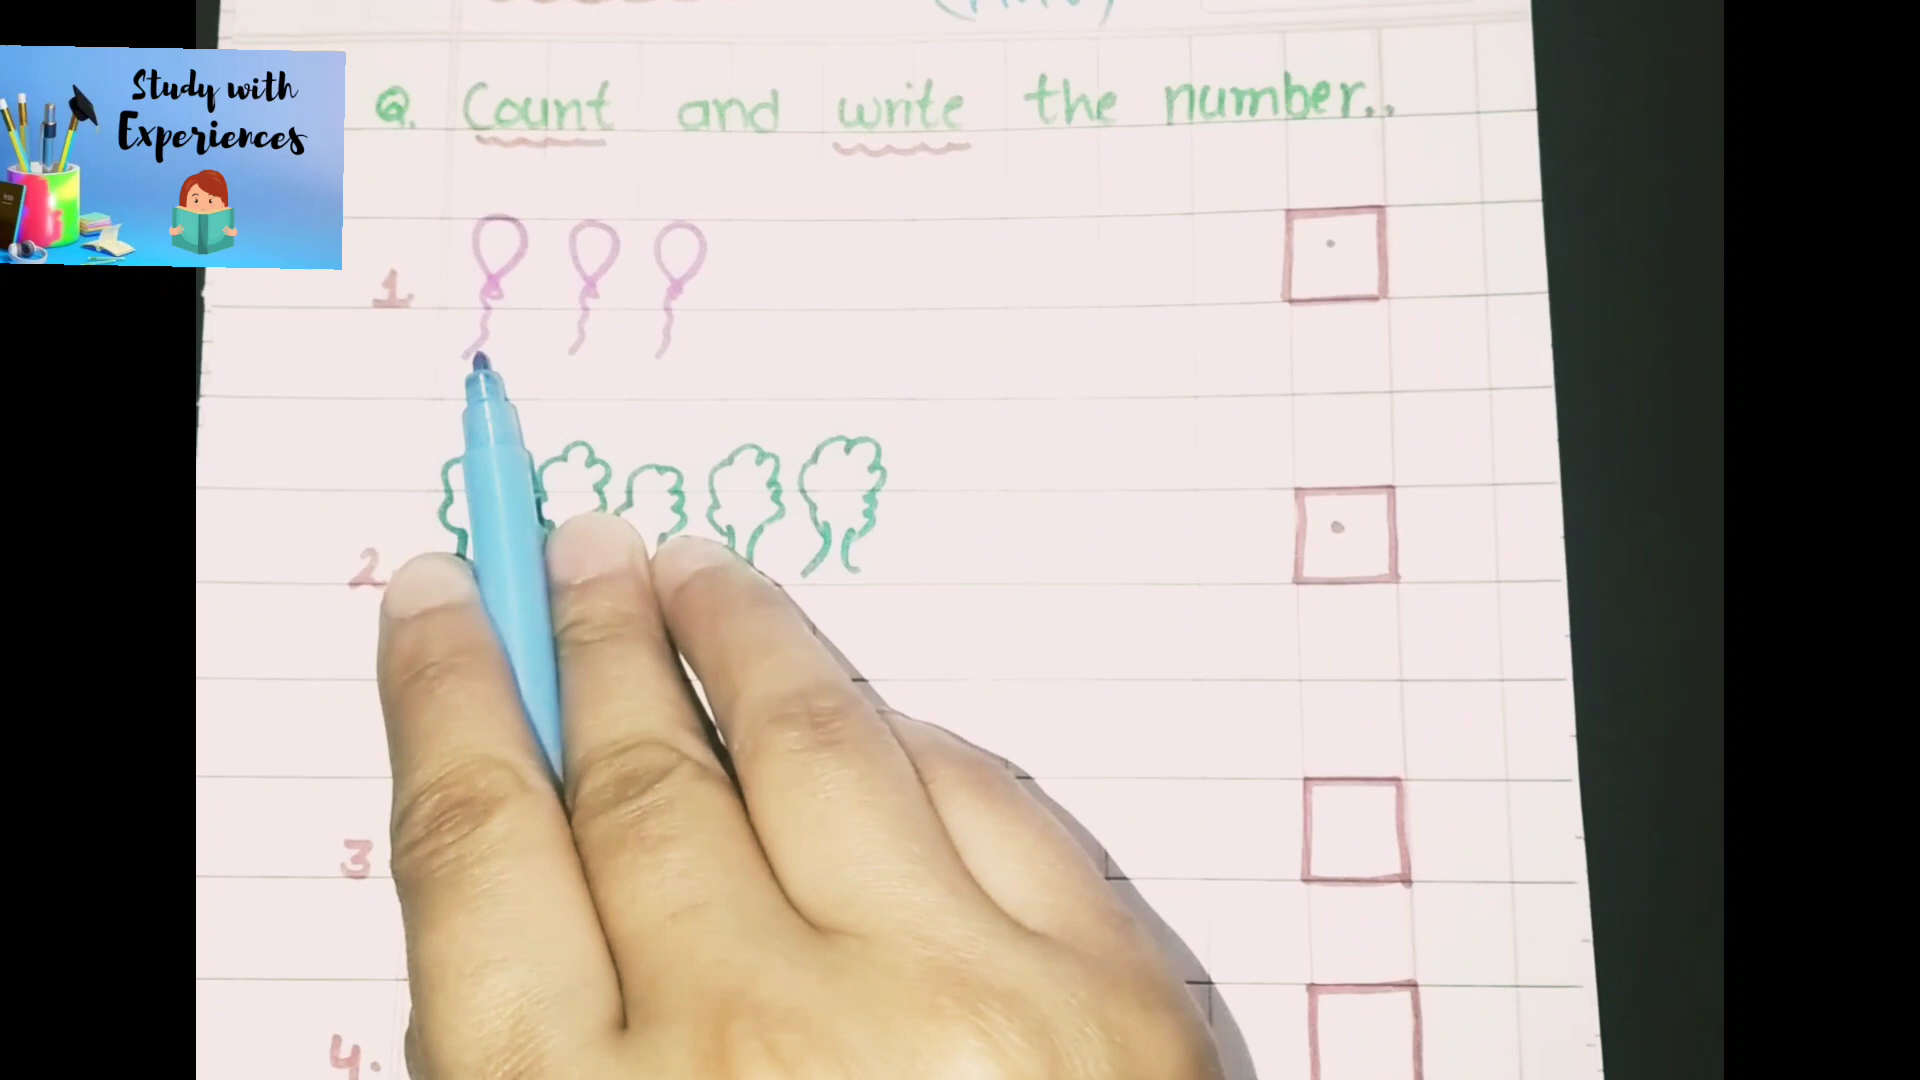 Study with
Experiences
Q. Count and write the number..
1.
2.
3
4.